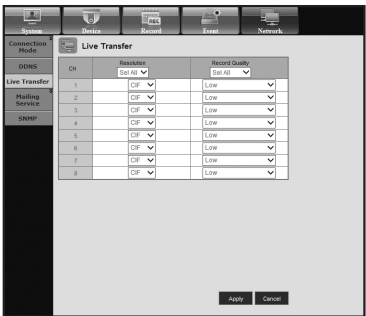 System Device Record Event Network
Connection Mode
DDNS
Live Transfer
Mailing Service
SNMP
Live Transfer
CH Resolution Record Quality
Sel All Sel All
1 CIF Low
2 CIF Low
3 CIF Low
4 CIF Low
5 CIF Low
6 CIF Low
7 CIF Low
8 CIF Low
Apply Cancel